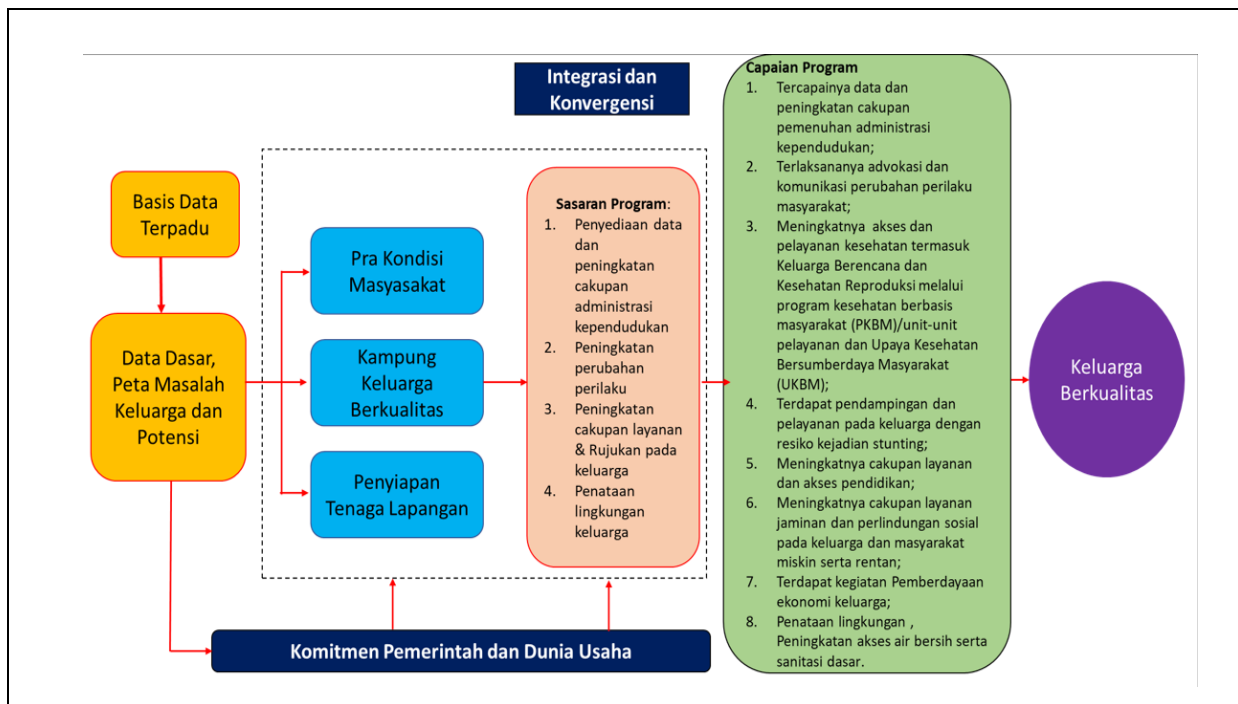 Integrasi dan
Konvergensi
Basis Data
Terpadu
Data Dasar,
Peta Masalah
Keluarga dan
Potensi
Pra Kondisi
Masyasakat
Kampung
Keluarga
Berkualitas
Penyiapan
Tenaga Lapangan
Sasaran Program:
1. Penyediaan data
dan
peningkatan
cakupan
administrasi
kependudukan
2. Peningkatan
perubahan
perilaku
3. Peningkatan
cakupan layanan
& Rujukan pada
keluarga
4. Penataan
lingkungan
keluarga
Komitmen Pemerintah dan Dunia Usaha
Capaian Program
1. Tercapainya data dan
peningkatan cakupan
pemenuhan administrasi
kependudukan;
2. Terlaksananya advokasi dan
komunikasi perubahan perilaku
masyarakat;
3. Meningkatnya akses dan
pelayanan kesehatan termasuk
Keluarga Berencana dan
Kesehatan Reproduksi melalui
program kesehatan berbasis
masyarakat (PKBM)/unit-unit
pelayanan dan Upaya Kesehatan
Bersumberdaya Masyarakat
(UKBM);
4. Terdapat pendampingan dan
pelayanan pada keluarga dengan
resiko kejadian stunting;
5. Meningkatnya cakupan layanan
dan akses pendidikan;
6. Meningkatnya cakupan layanan
jaminan dan perlindungan sosial
pada keluarga dan masyarakat
miskin serta rentan;
7. Terdapat kegiatan Pemberdayaan
ekonomi keluarga;
8. Penataan lingkungan ,
Peningkatan akses air bersih serta
sanitasi dasar.
Keluarga
Berkualitas